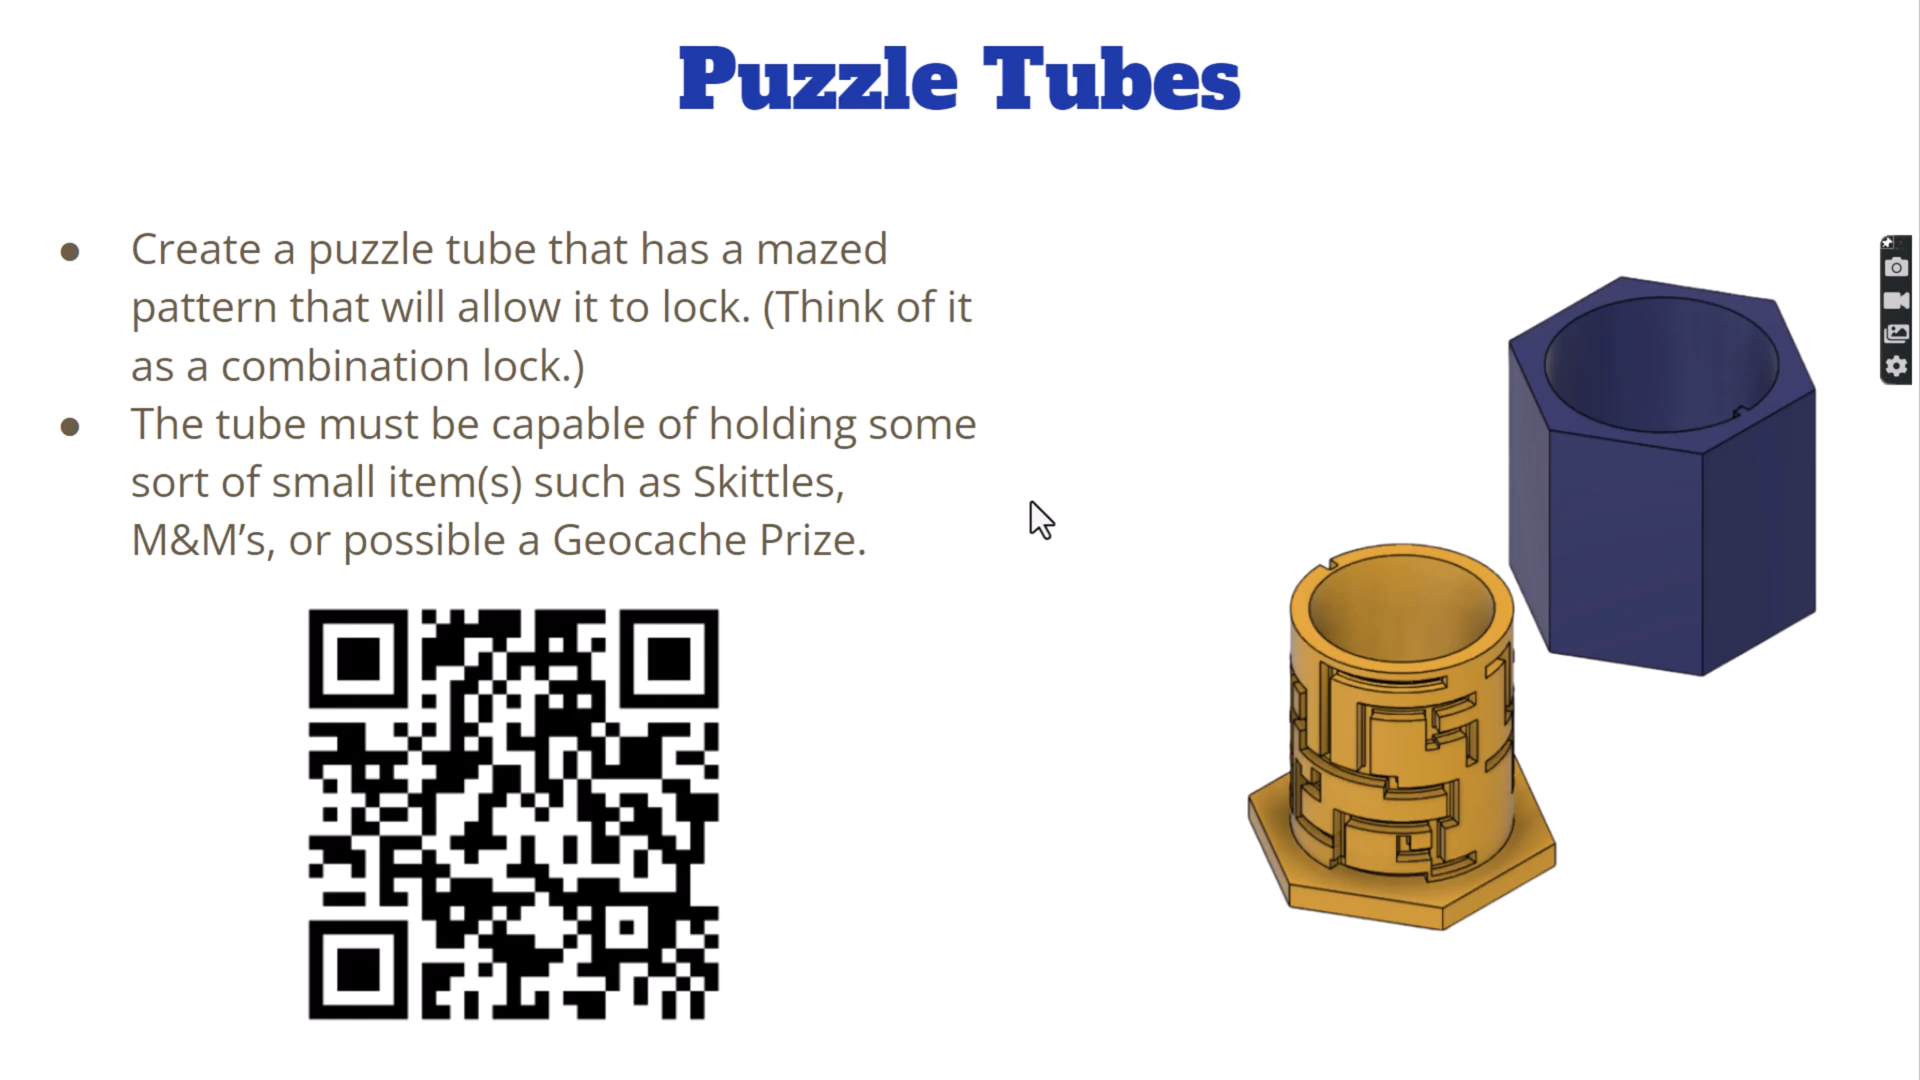 Puzzle Tubes
● Create a puzzle tube that has a mazed
pattern that will allow it to lock. (Think of it
as a combination lock.)
● The tube must be capable of holding some
sort of small item(s) such as Skittles,
M&M’s, or possible a Geocache Prize.